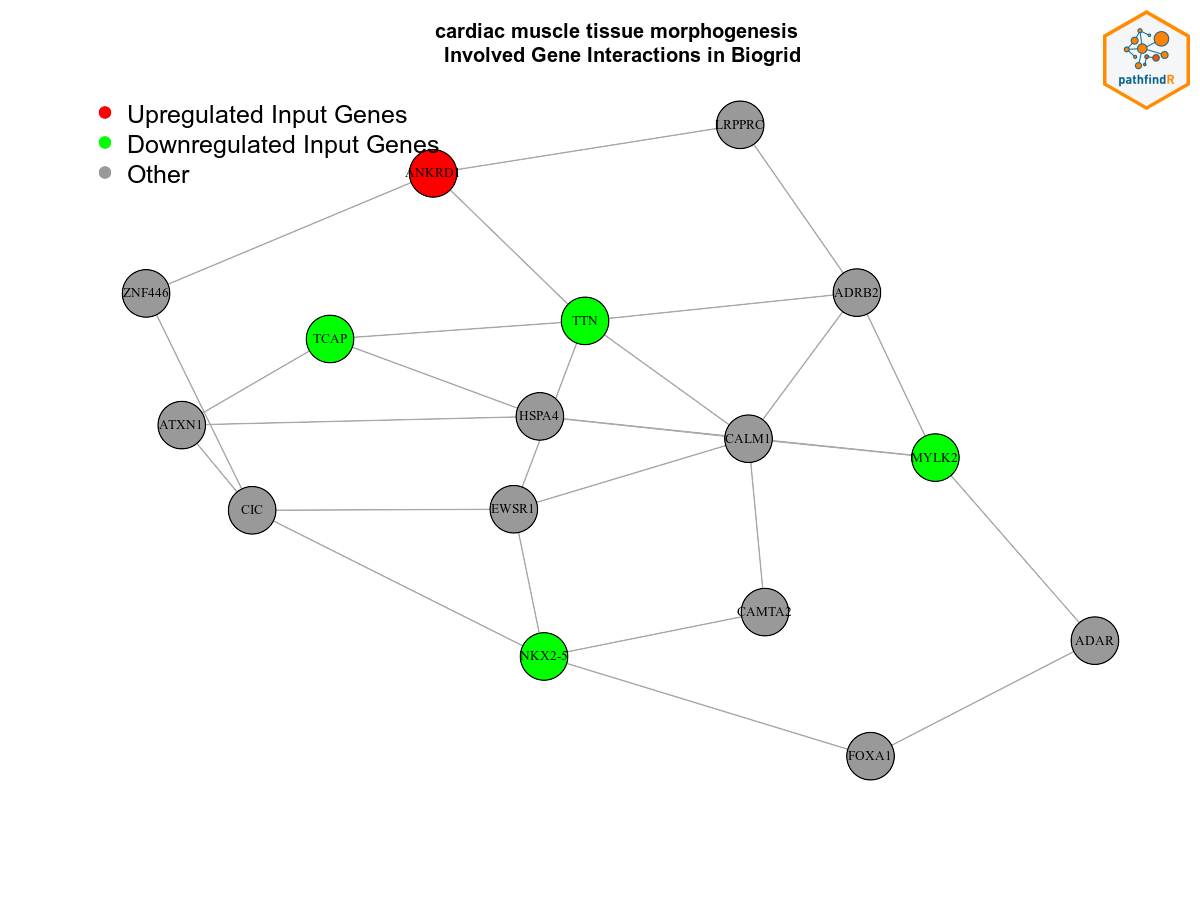 cardiac muscle tissue morphogenesis
Involved Gene Interactions in Biogrid
pathfindR
Upregulated Input Genes
Downregulated Input Genes
Other
LRPPRC
ANKRD1
ZNF446
ADRB2
TTN
TCAP
HSPA4
ATXN1
CALM1
MYLK2
CIC
EWSR1
CAMTA2
ADAR
NKX2-5
FOXA1